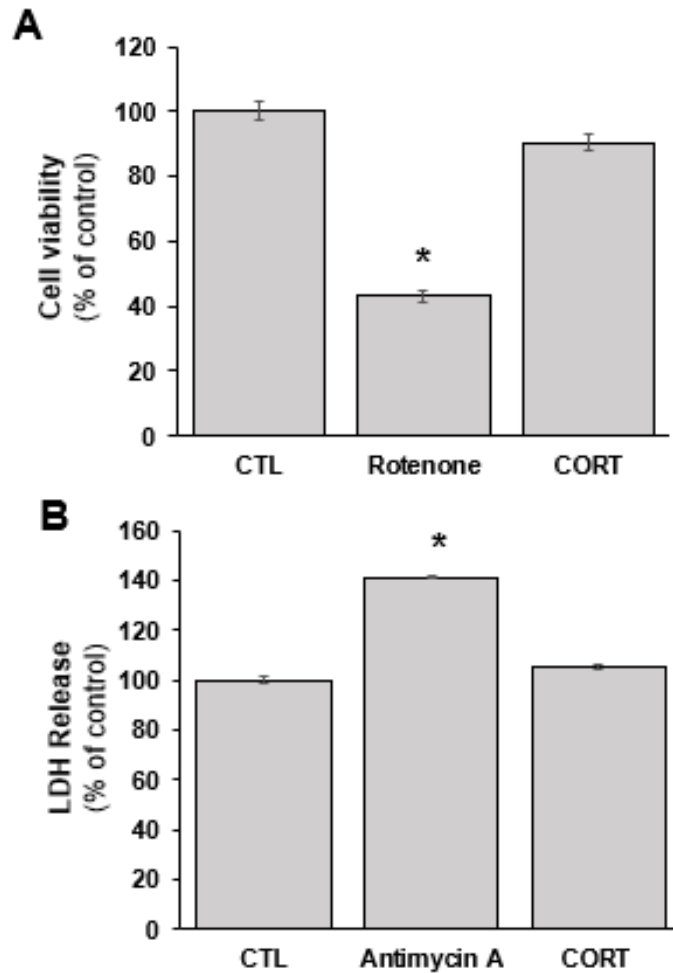 A
Cell viability
(% of control)
120
100
80
60
40
20
0
*
CTL Rotenone CORT
B
LDH Release
(% of control)
160
140
120
100
80
60
40
20
0
*
CTL Antimycin A CORT